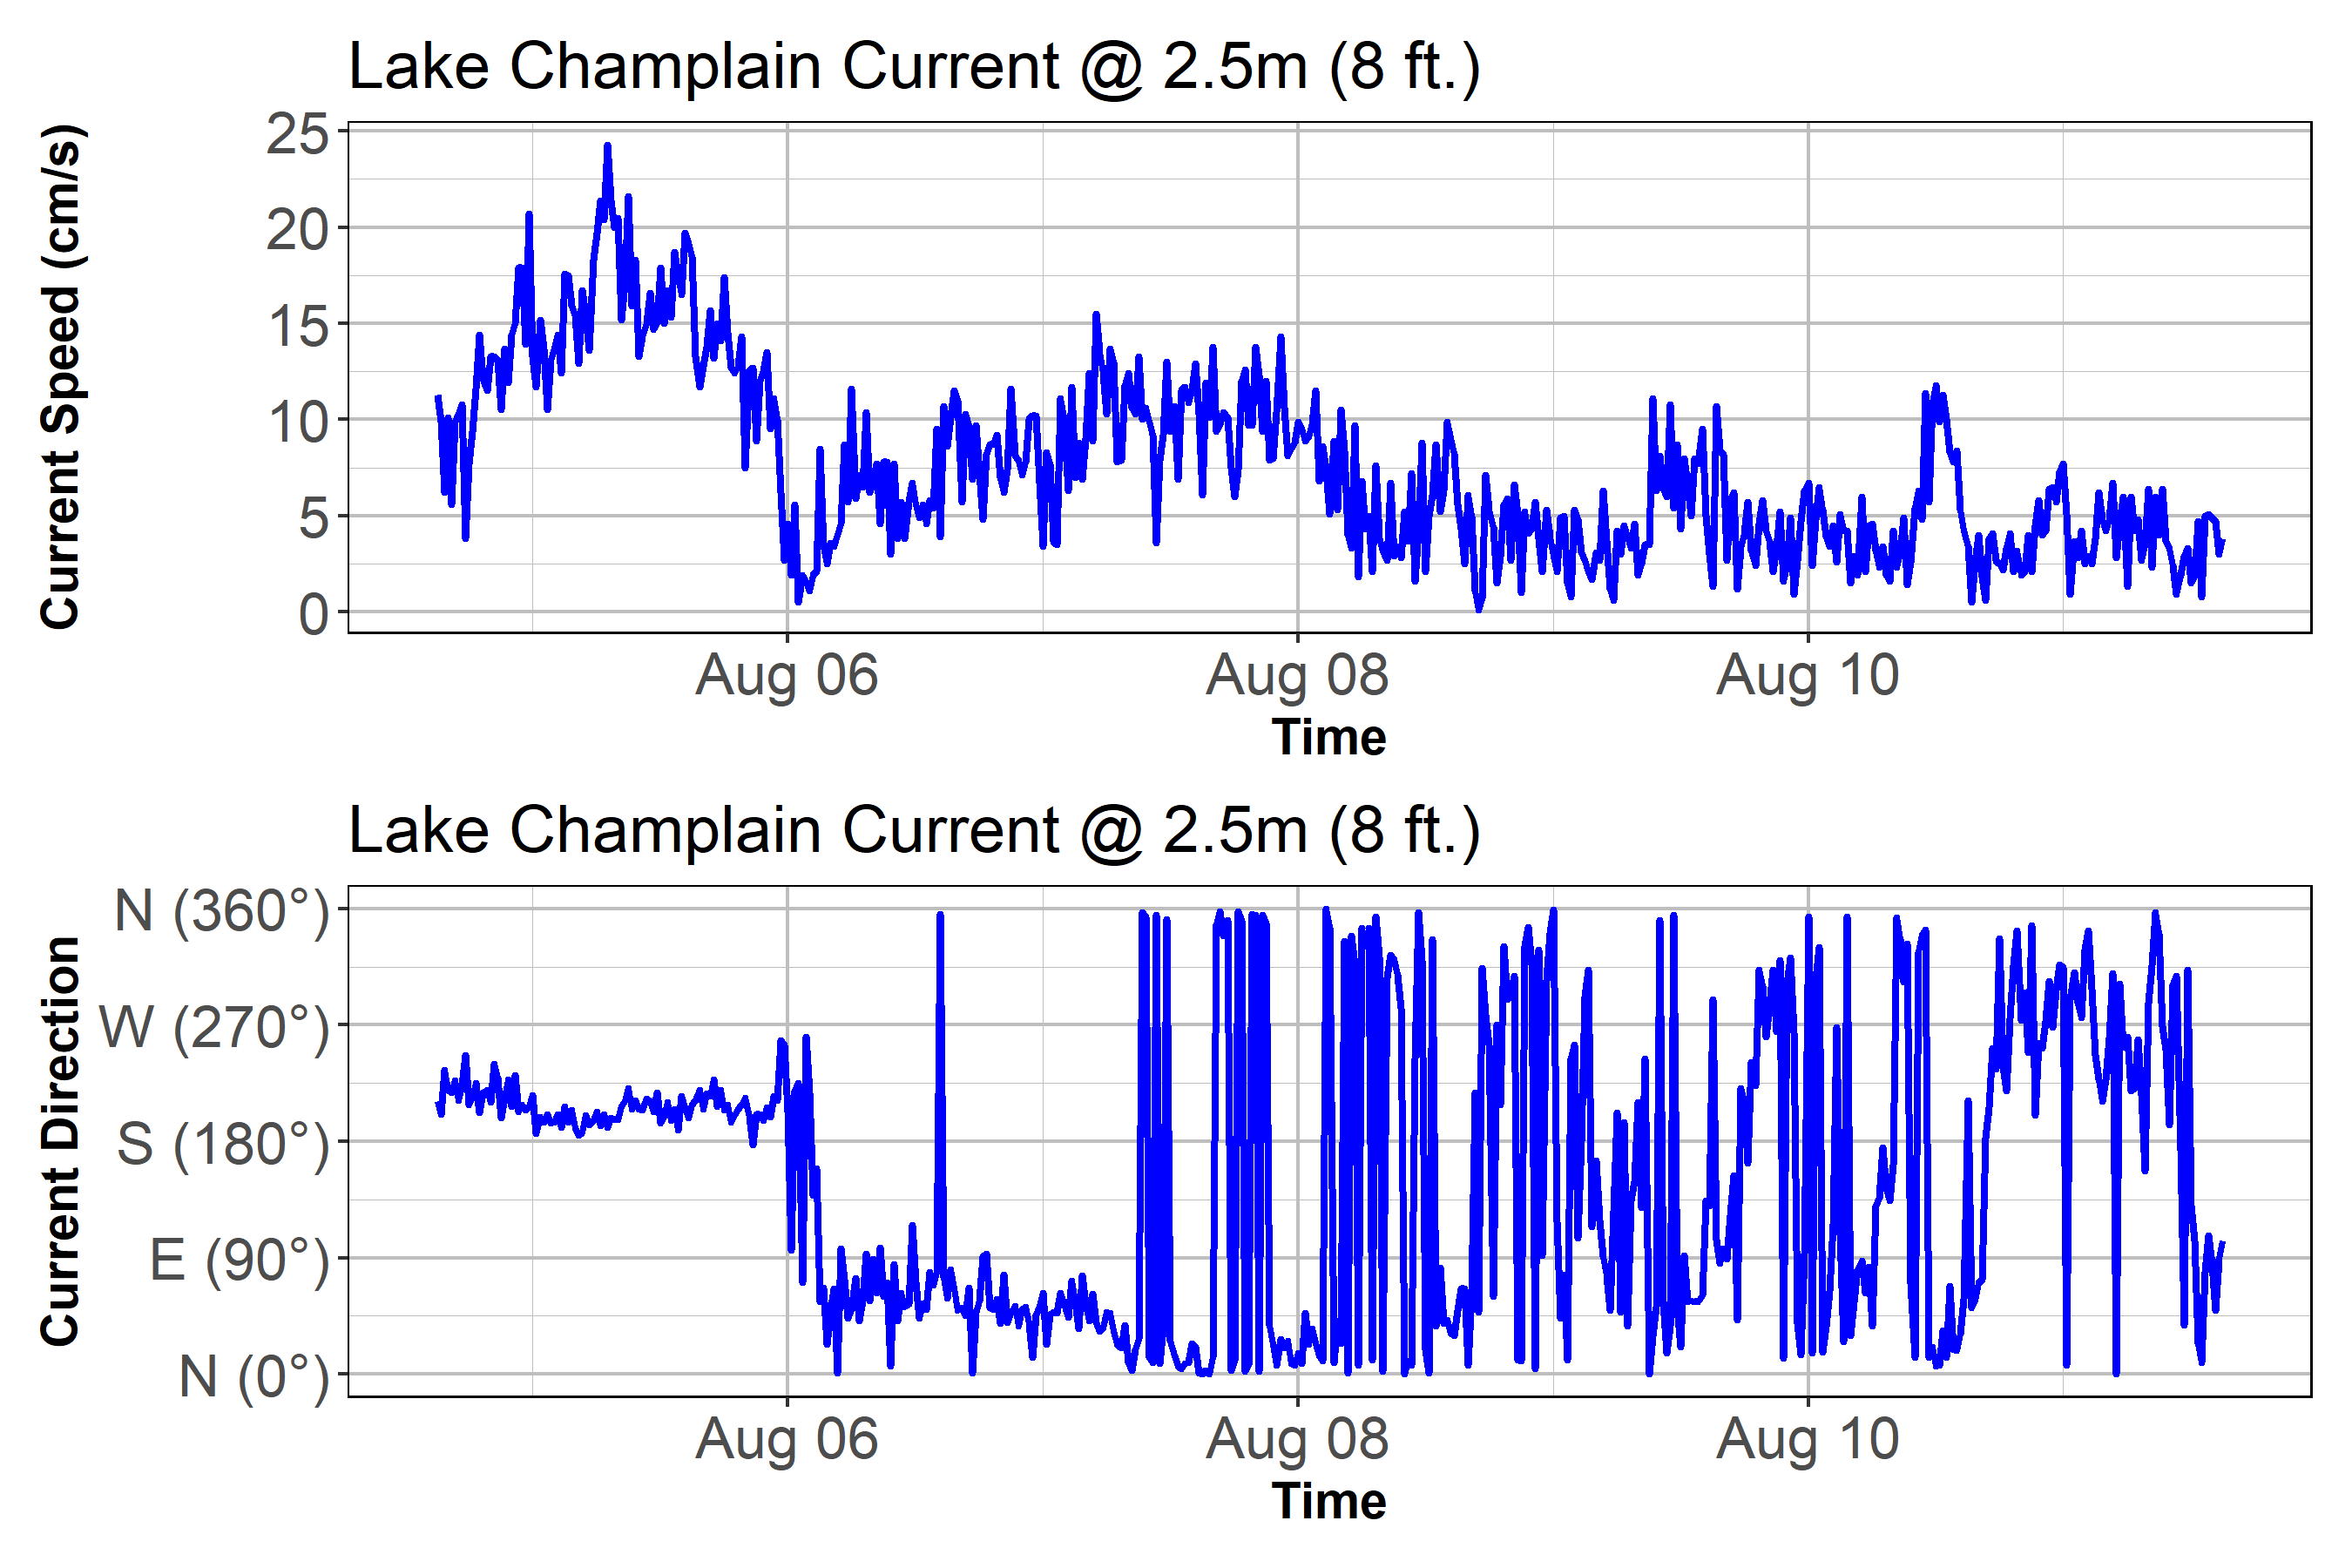 Lake Champlain Current @ 2.5m (8 ft.)
Current Speed (cm/s)
25
20
15
10
5
0
Aug 06 Aug 08 Aug 10
Time
Lake Champlain Current @ 2.5m (8 ft.)
Current Direction
N (360°)
W (270°)
S (180°)
E (90°)
N (0°)
Aug 06 Aug 08 Aug 10
Time